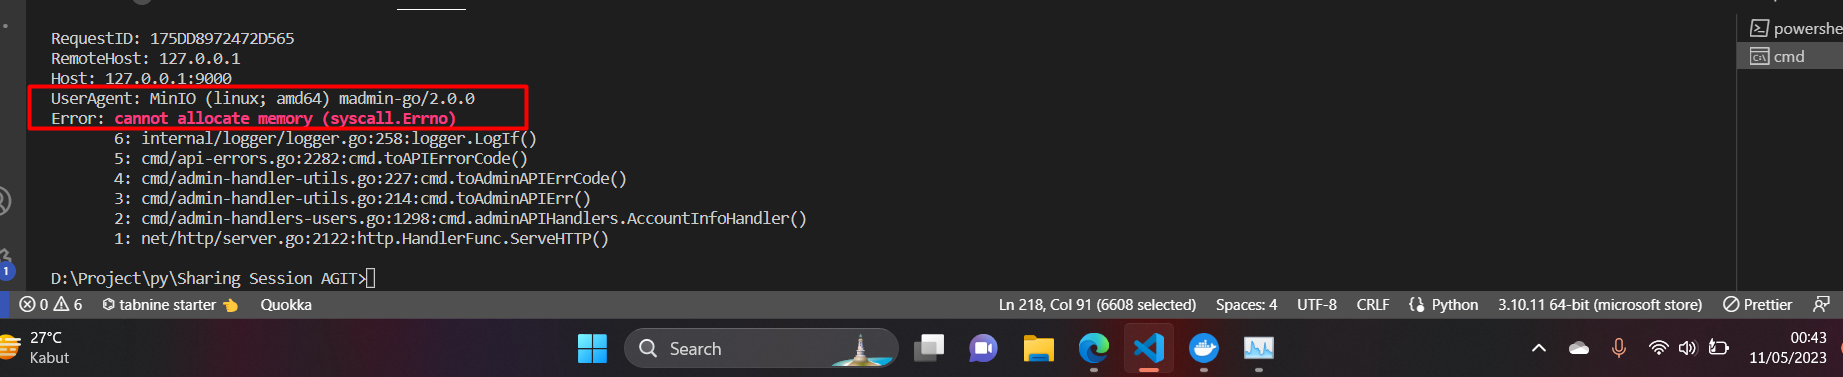 RequestID: 175DD8972472D565
RemoteHost: 127.0.0.1
Host: 127.0.0.1:9000
UserAgent: MinIO (linux; amd64) madmin-go/2.0.0
Error: cannot allocate memory (syscall.Errno)
6: internal/logger/logger.go:258:logger.LogIf()
5: cmd/api-errors.go:2282:cmd.toAPIErrorCode()
4: cmd/admin-handler-utils.go:227:cmd.toAdminAPIErrCode()
3: cmd/admin-handler-utils.go:214:cmd.toAdminAPIErr()
2: cmd/admin-handlers-users.go:1298:cmd.adminAPIHandlers.AccountInfoHandler()
1: net/http/server.go:2122:http.HandlerFunc.ServeHTTP()
D:\Project\py\Sharing Session AGIT>
powershe
cmd
1
0 6 tabnine starter Quokka Ln 218, Col 91 (6608 selected) Spaces: 4 UTF-8 CRLF Python 3.10.11 64-bit (microsoft store) Prettier
27°C
Kabut
Search
00:43
11/05/2023